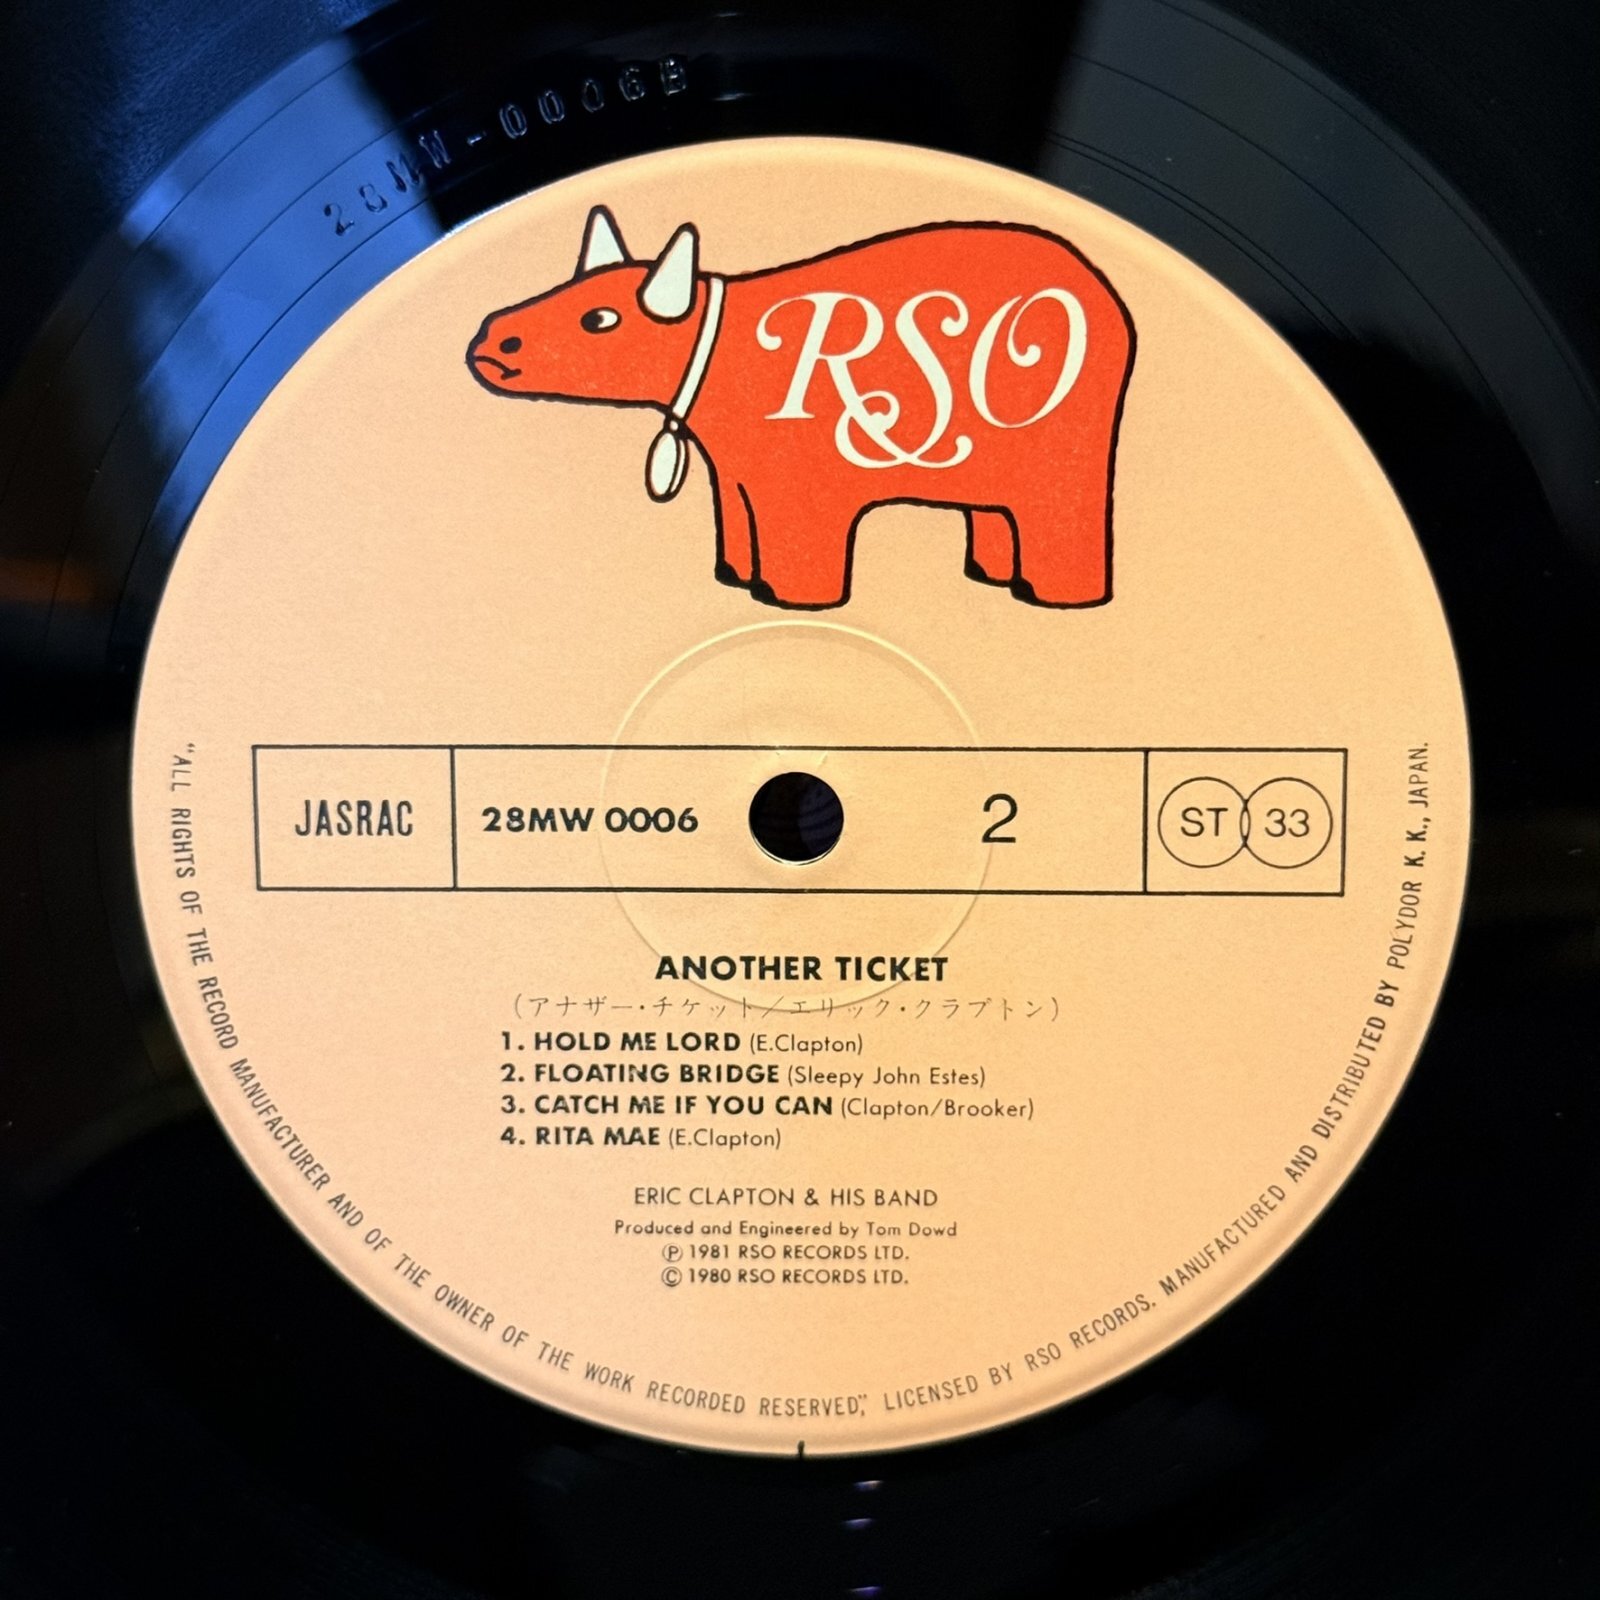 28MW-0006B
RSO
JASRAC
28MW 0006
2
ST 33
ANOTHER TICKET
(アナザー・チケット/エリック・クラプトン)
1. HOLD ME LORD (E.Clapton)
2. FLOATING BRIDGE (Sleepy John Estes)
3. CATCH ME IF YOU CAN (Clapton/Brooker)
4. RITA MAE (E.Clapton)
ERIC CLAPTON & HIS BAND
Produced and Engineered by Tom Dowd
Ⓟ 1981 RSO RECORDS LTD.
Ⓒ 1980 RSO RECORDS LTD.
"ALL RIGHTS OF THE RECORD MANUFACTURER AND OF THE OWNER OF THE WORK RECORDED RESERVED," LICENSED BY RSO RECORDS. MANUFACTURED AND DISTRIBUTED BY POLYDOR K. K., JAPAN.